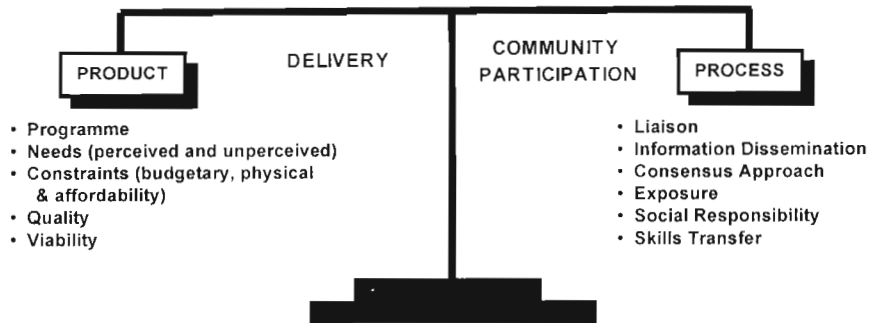 DELIVERY
COMMUNITY
PARTICIPATION
PRODUCT
• Programme
• Needs (perceived and unperceived)
• Constraints (budgetary, physical
& affordability)
• Quality
• Viability
PROCESS
• Liaison
• Information Dissemination
• Consensus Approach
• Exposure
• Social Responsibility
• Skills Transfer